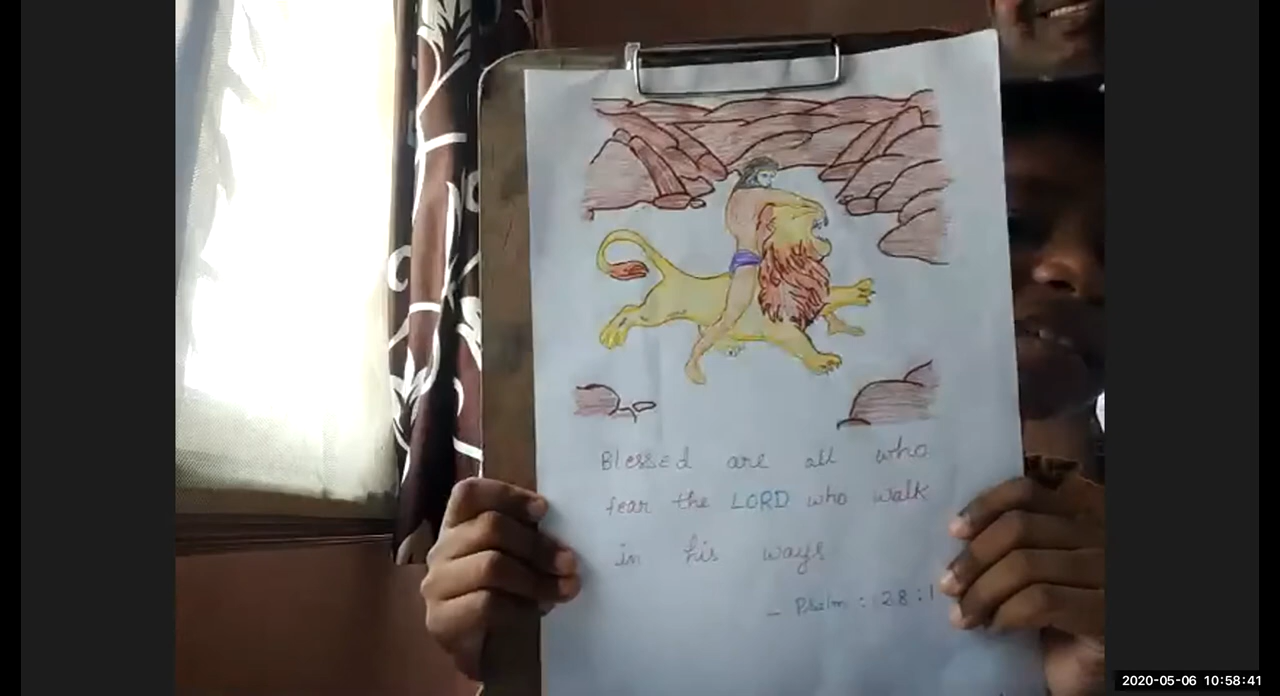 Blessed are all who
fear the LORD who walk
in his ways
- Psalm : 128 : 1
2020-05-06 10:58:41